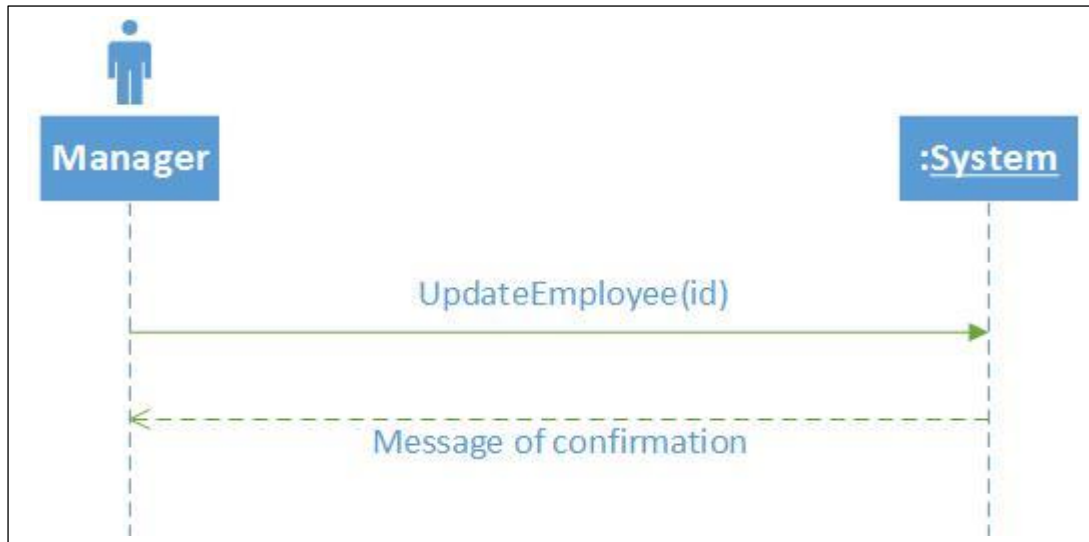 Manager
:System
UpdateEmployee(id)
Message of confirmation